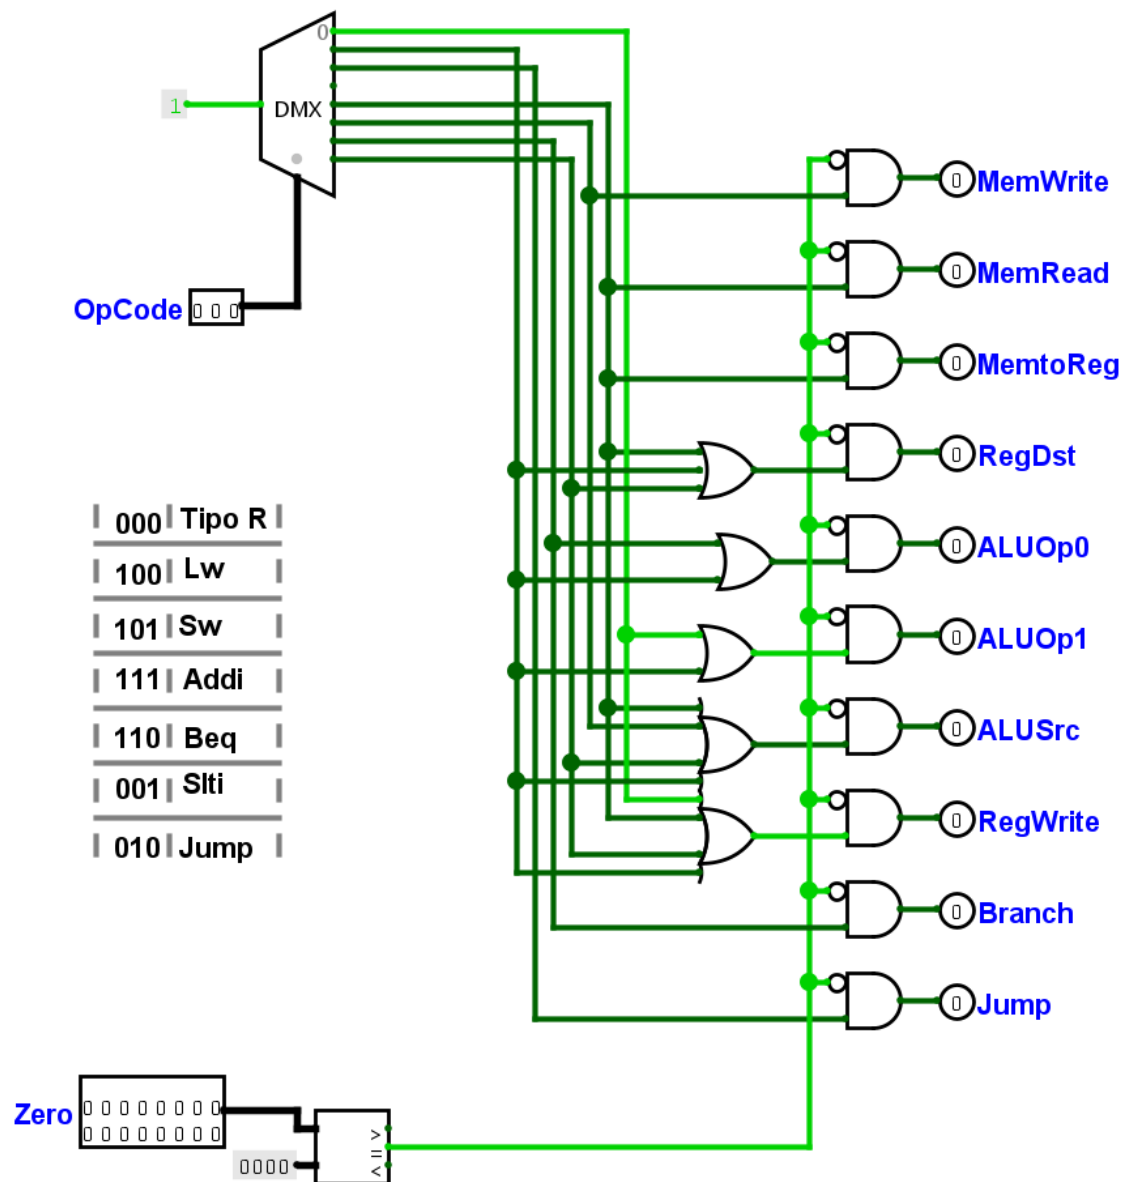 0
1
DMX
OpCode
0 0 0
0 MemWrite
0 MemRead
0 MemtoReg
0 RegDst
0 ALUOp0
0 ALUOp1
0 ALUSrc
0 RegWrite
0 Branch
0 Jump
000 Tipo R
100 Lw
101 Sw
111 Addi
110 Beq
001 Slti
010 Jump
Zero
0 0 0 0 0 0 0 0
0 0 0 0 0 0 0 0
0000
>
=
<